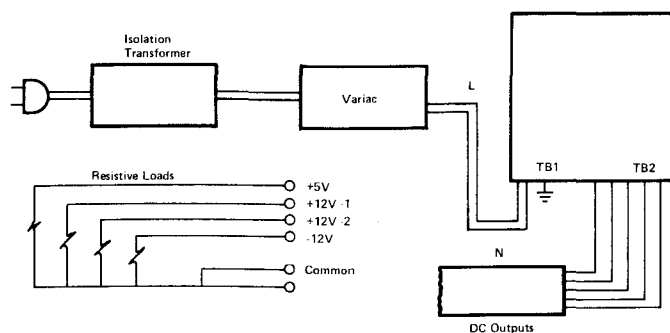 Isolation
Transformer
Variac
L
TB1
TB2
Resistive Loads
+5V
+12V -1
+12V -2
-12V
Common
N
DC Outputs